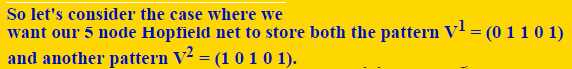 So let's consider the case where we
want our 5 node Hopfield net to store both the pattern V¹ = (0 1 1 0 1)
and another pattern V² = (1 0 1 0 1).